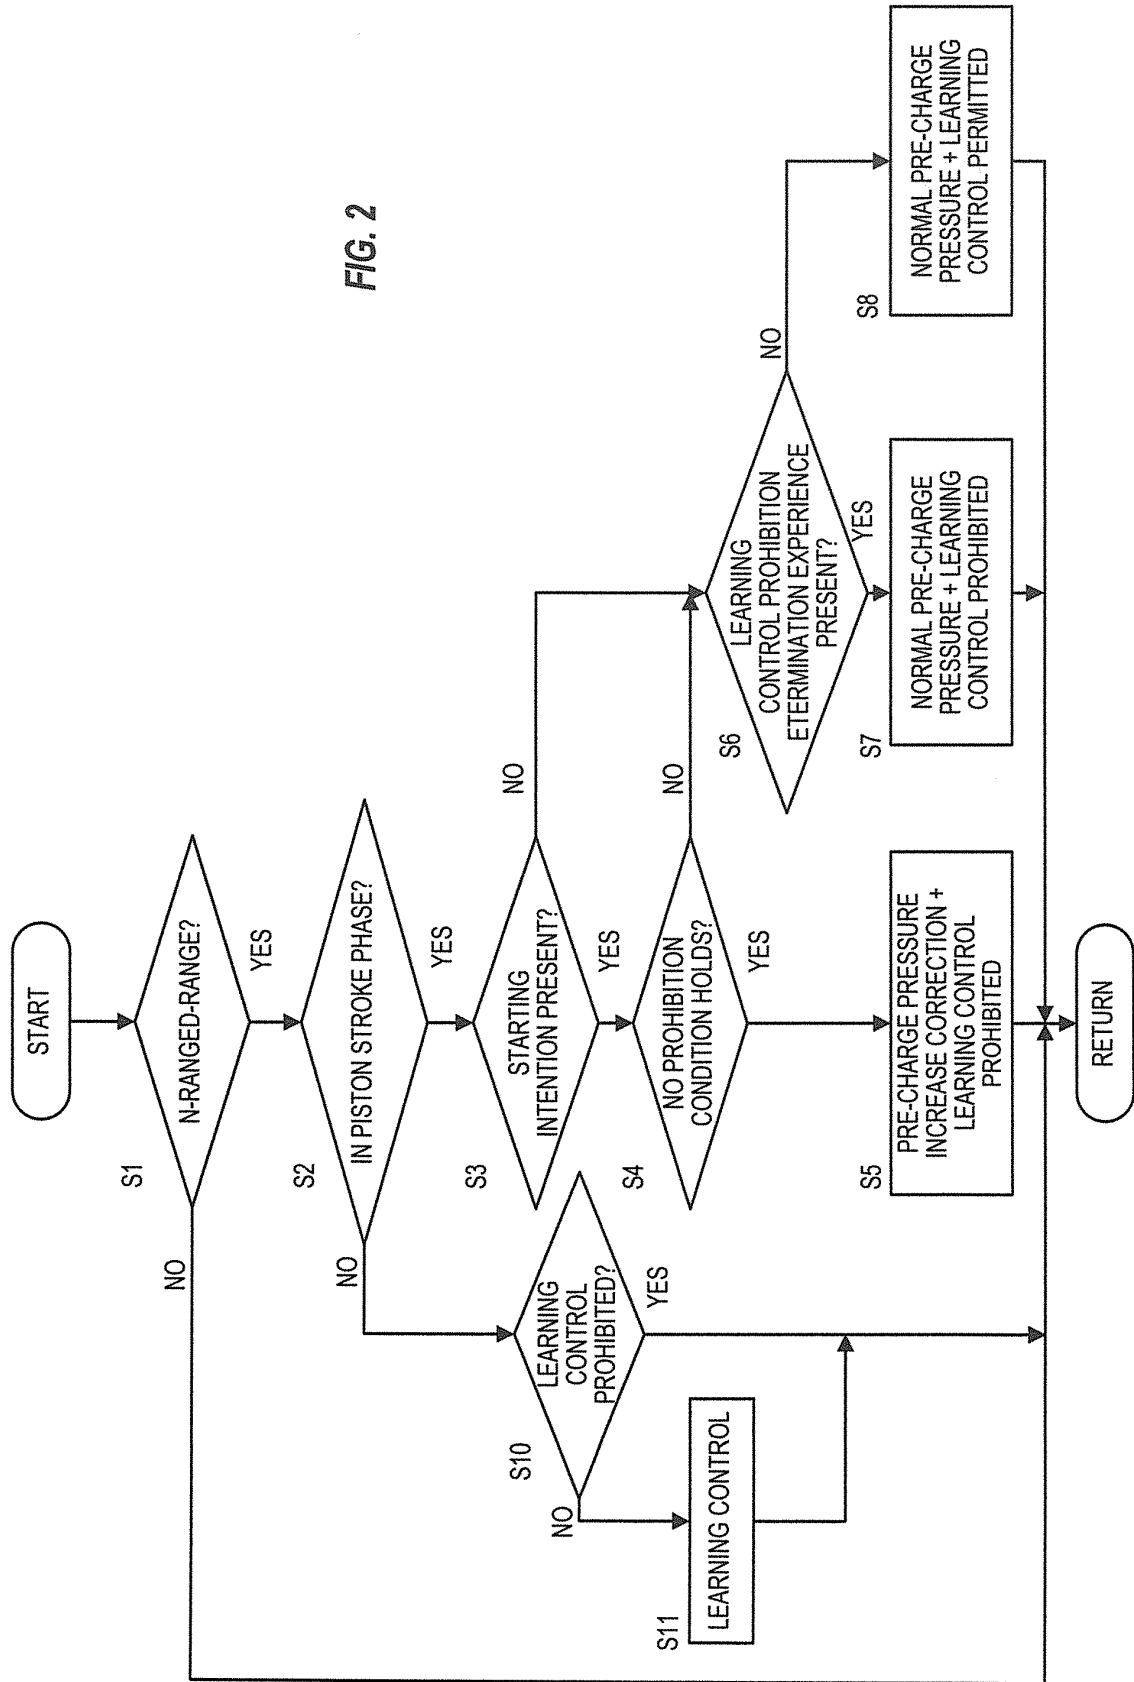 FIG. 2
START
S1
N-RANGED-RANGE?
NO
YES
S2
IN PISTON STROKE PHASE?
NO
YES
S3
STARTING
INTENTION PRESENT?
NO
YES
S4
NO PROHIBITION
CONDITION HOLDS?
NO
YES
S10
LEARNING
CONTROL
PROHIBITED?
NO
YES
S11
LEARNING CONTROL
S6
LEARNING
CONTROL PROHIBITION
ETERMINATION EXPERIENCE
PRESENT?
NO
YES
S5
PRE-CHARGE PRESSURE
INCREASE CORRECTION +
LEARNING CONTROL
PROHIBITED
S7
NORMAL PRE-CHARGE
PRESSURE + LEARNING
CONTROL PROHIBITED
S8
NORMAL PRE-CHARGE
PRESSURE + LEARNING
CONTROL PERMITTED
RETURN